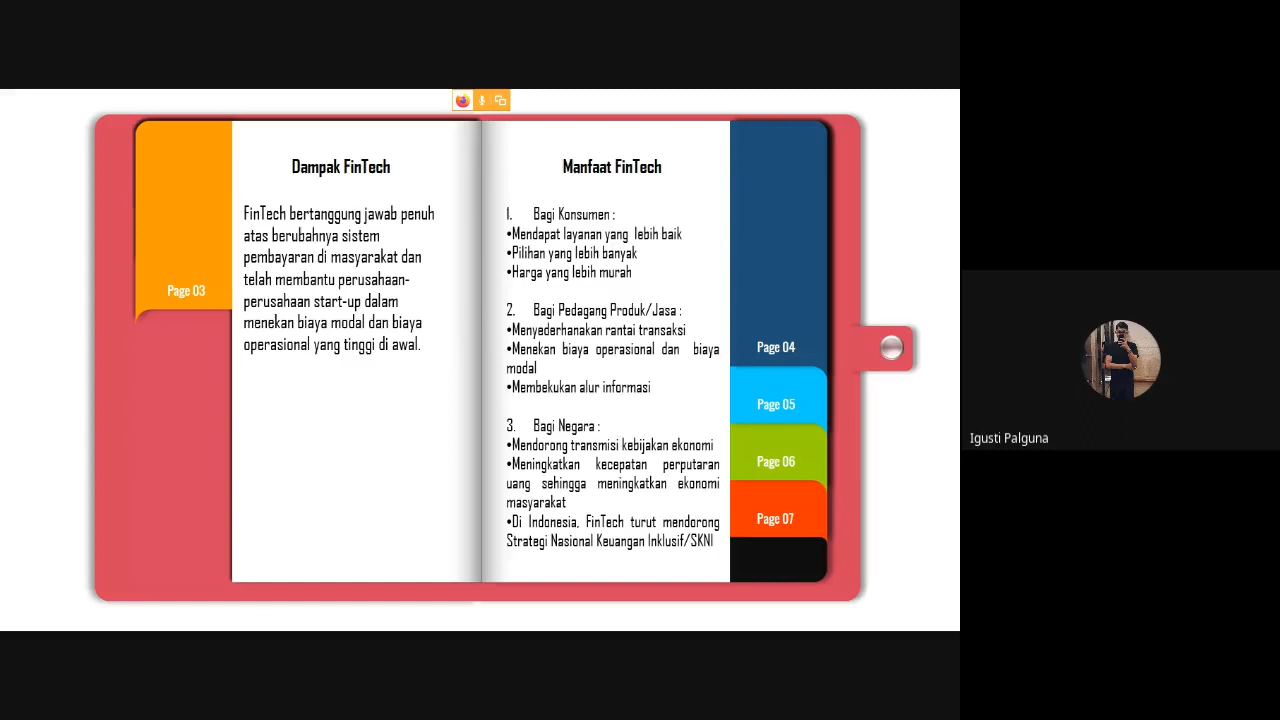 Page 03
Dampak FinTech
FinTech bertanggung jawab penuh
atas berubahnya sistem
pembayaran di masyarakat dan
telah membantu perusahaan-
perusahaan start-up dalam
menekan biaya modal dan biaya
operasional yang tinggi di awal.
Manfaat FinTech
1. Bagi Konsumen :
•Mendapat layanan yang lebih baik
•Pilihan yang lebih banyak
•Harga yang lebih murah
2. Bagi Pedagang Produk/Jasa :
•Menyederhanakan rantai transaksi
•Menekan biaya operasional dan biaya
modal
•Membekukan alur informasi
3. Bagi Negara :
•Mendorong transmisi kebijakan ekonomi
•Meningkatkan kecepatan perputaran
uang sehingga meningkatkan ekonomi
masyarakat
•Di Indonesia, FinTech turut mendorong
Strategi Nasional Keuangan Inklusif/SKNI
Page 04
Page 05
Page 06
Page 07
Igusti Palguna